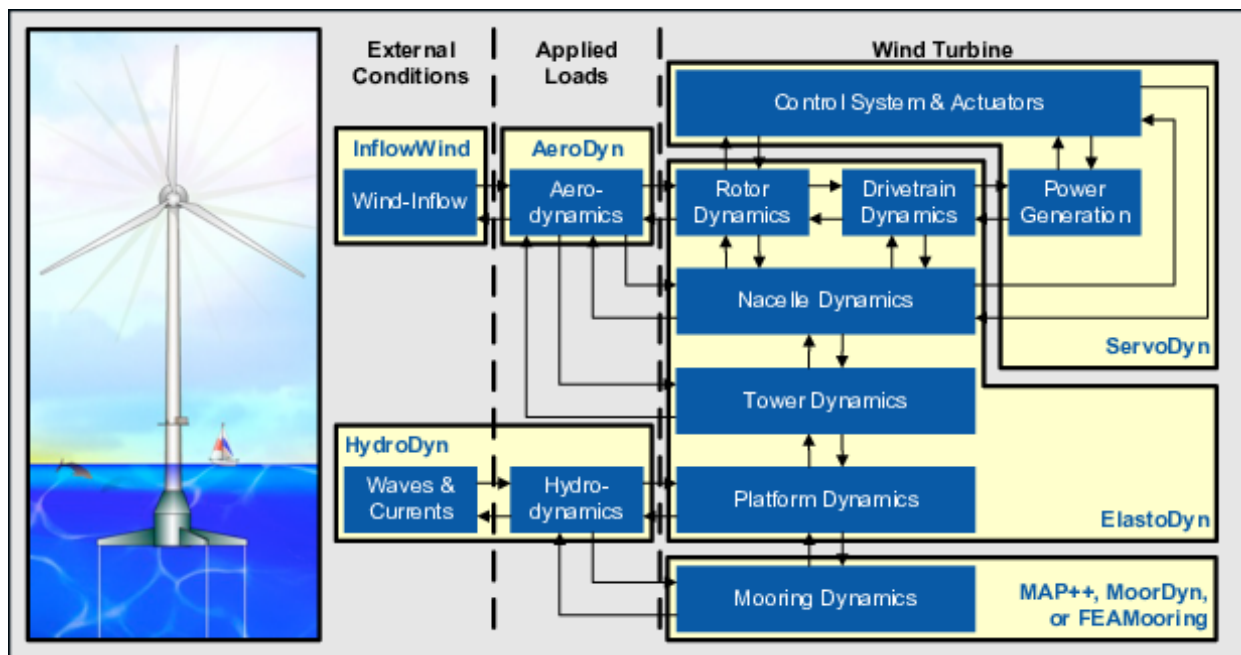 External
Conditions
Applied
Loads
Wind Turbine
Control System & Actuators
InflowWind
Wind-Inflow
AeroDyn
Aero-
dynamics
Rotor
Dynamics
Drivetrain
Dynamics
Power
Generation
Nacelle Dynamics
ServoDyn
Tower Dynamics
HydroDyn
Waves &
Currents
Hydro-
dynamics
Platform Dynamics
ElastoDyn
Mooring Dynamics
MAP++, MoorDyn,
or FEAMooring